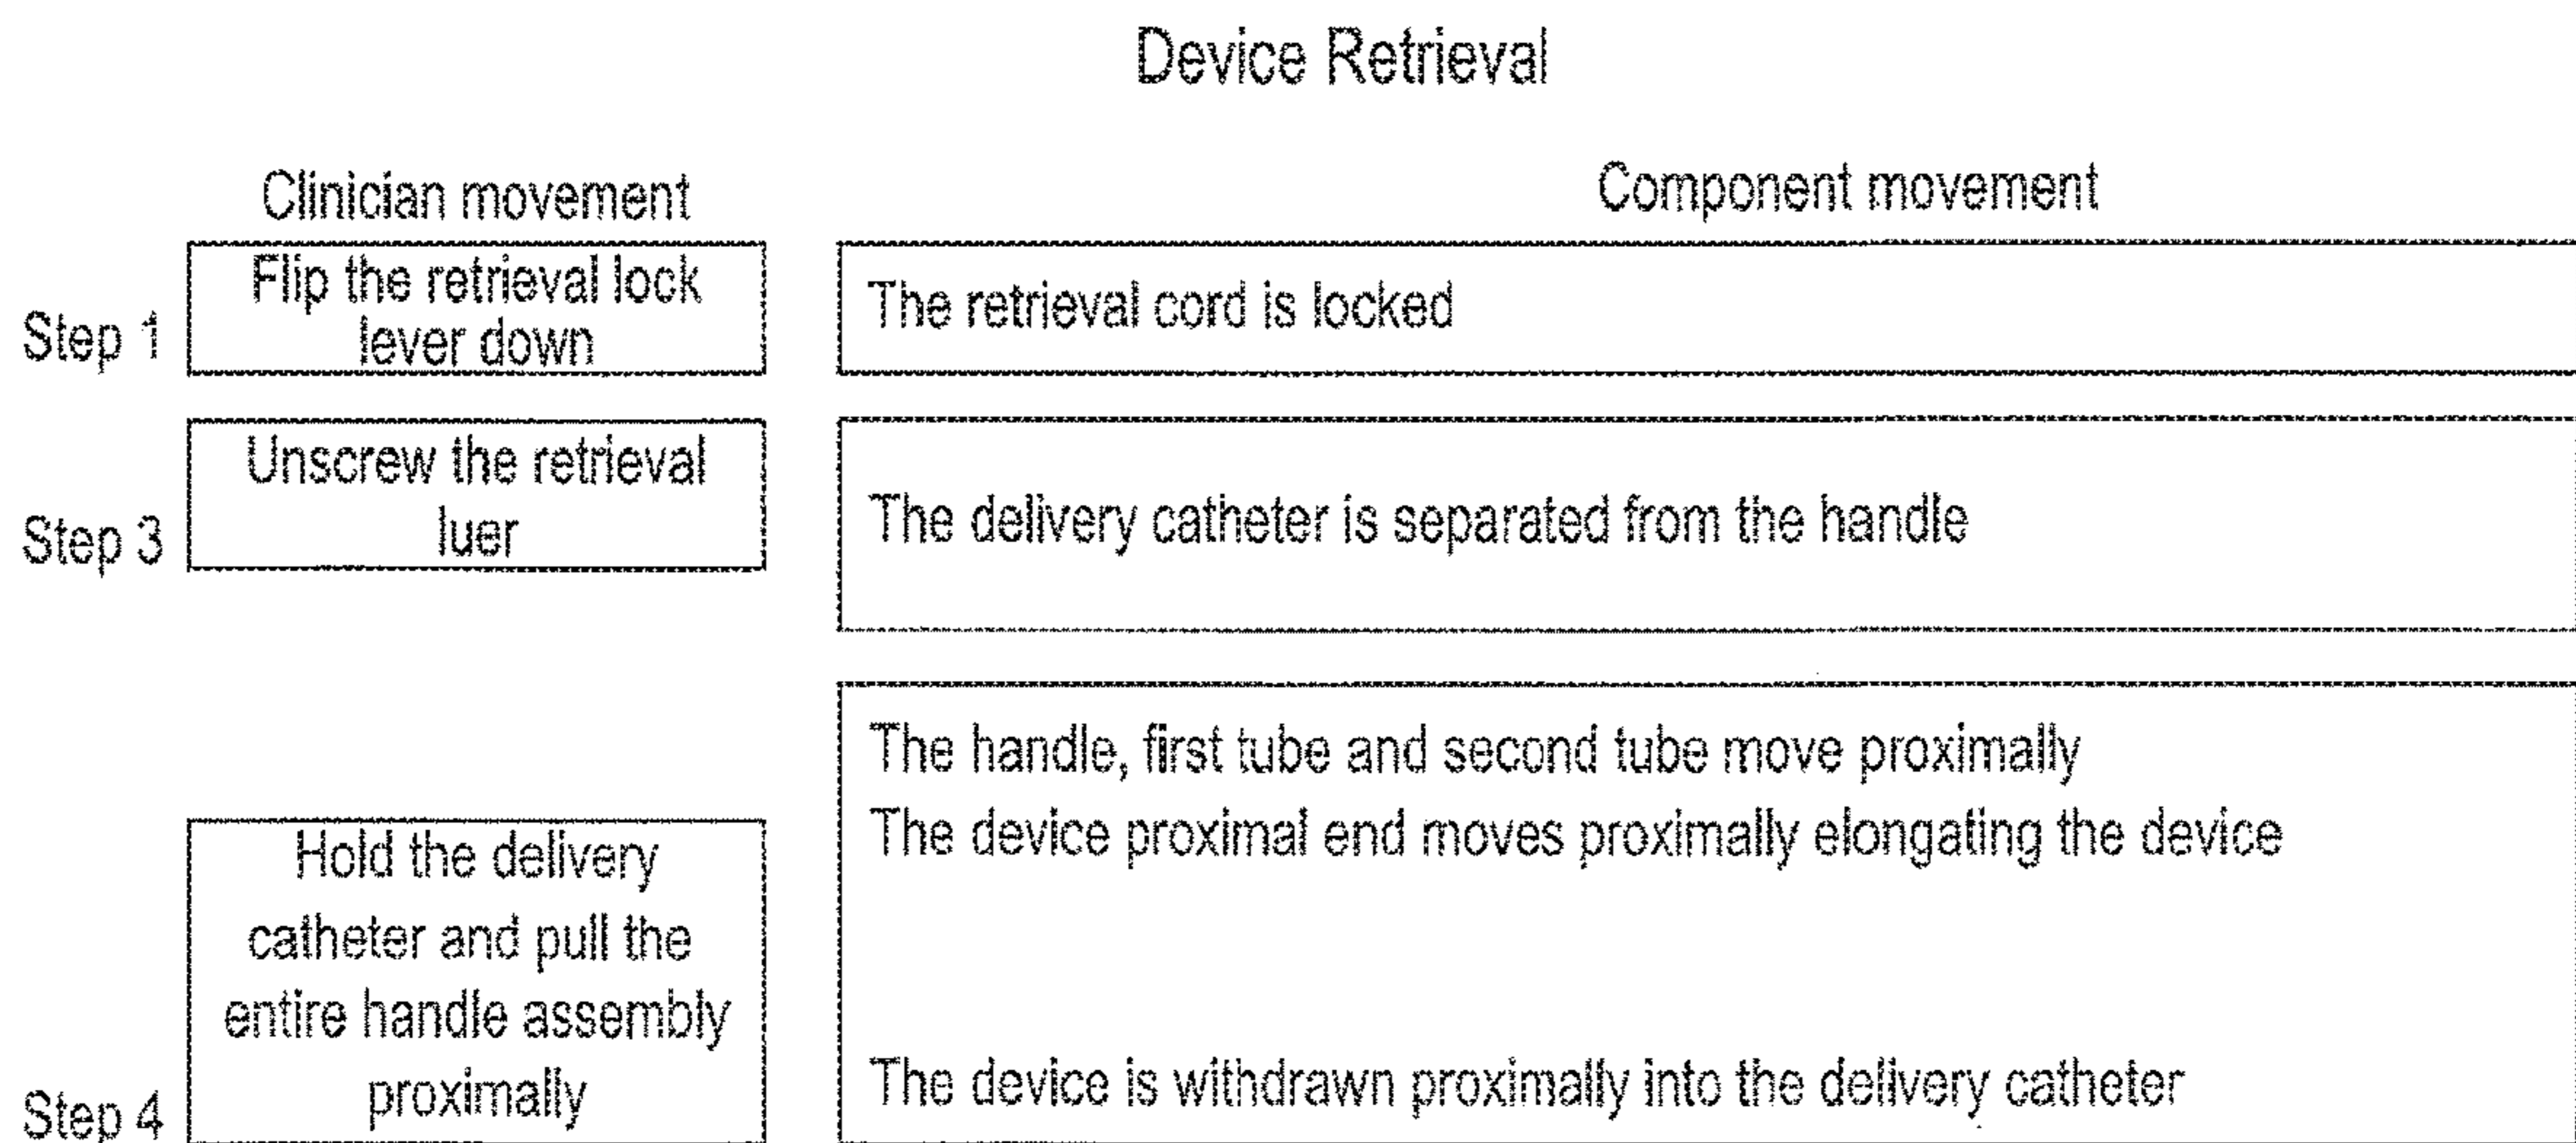 Device Retrieval
Clinician movement
Component movement
Step 1
Flip the retrieval lock
lever down
The retrieval cord is locked
Step 3
Unscrew the retrieval
luer
The delivery catheter is separated from the handle
Step 4
Hold the delivery
catheter and pull the
entire handle assembly
proximally
The handle, first tube and second tube move proximally
The device proximal end moves proximally elongating the device
The device is withdrawn proximally into the delivery catheter